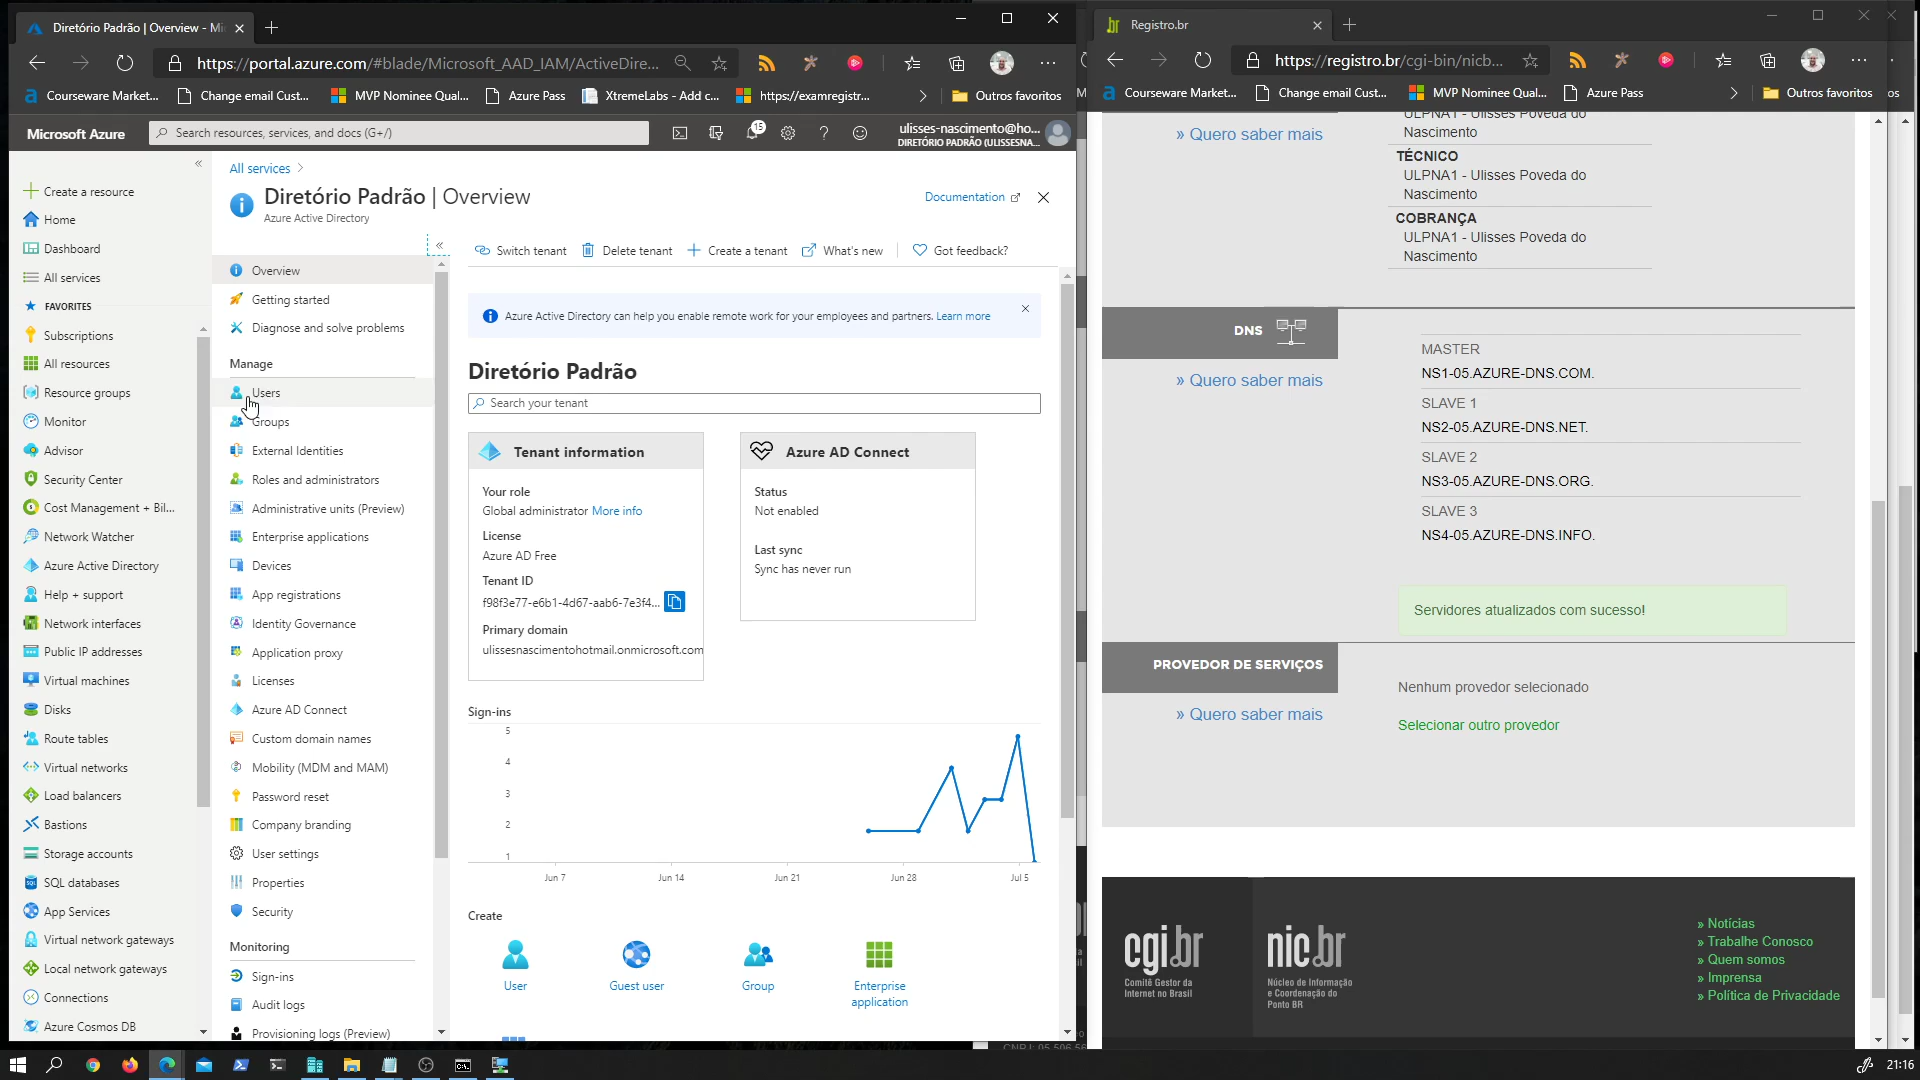 Diretório Padrão | Overview - Mi
https://portal.azure.com/#blade/Microsoft_AAD_IAM/ActiveDire...
Courseware Market...
Change email Cust...
MVP Nominee Qual...
Azure Pass
XtremeLabs - Add c...
https://examregistr...
Outros favoritos
Microsoft Azure
Search resources, services, and docs (G+/)
15
ulisses-nascimento@ho...
DIRETÓRIO PADRÃO (ULISSESNA...
Create a resource
Home
Dashboard
All services
FAVORITES
Subscriptions
All resources
Resource groups
Monitor
Advisor
Security Center
Cost Management + Bil...
Network Watcher
Azure Active Directory
Help + support
Network interfaces
Public IP addresses
Virtual machines
Disks
Route tables
Virtual networks
Load balancers
Bastions
Storage accounts
SQL databases
App Services
Virtual network gateways
Local network gateways
Connections
Azure Cosmos DB
All services
Diretório Padrão | Overview
Azure Active Directory
Documentation
Overview
Getting started
Diagnose and solve problems
Manage
Users
Groups
External Identities
Roles and administrators
Administrative units (Preview)
Enterprise applications
Devices
App registrations
Identity Governance
Application proxy
Licenses
Azure AD Connect
Custom domain names
Mobility (MDM and MAM)
Password reset
Company branding
User settings
Properties
Security
Monitoring
Sign-ins
Audit logs
Provisioning logs (Preview)
Switch tenant
Delete tenant
Create a tenant
What's new
Got feedback?
Azure Active Directory can help you enable remote work for your employees and partners. Learn more
Diretório Padrão
Search your tenant
Tenant information
Your role
Global administrator More info
License
Azure AD Free
Tenant ID
f98f3e77-e6b1-4d67-aab6-7e3f4...
Primary domain
ulissesnascimentohotmail.onmicrosoft.com
Azure AD Connect
Status
Not enabled
Last sync
Sync has never run
Sign-ins
5
4
3
2
1
Jun 7
Jun 14
Jun 21
Jun 28
Jul 5
Create
User
Guest user
Group
Enterprise
application
Registro.br
https://registro.br/cgi-bin/nicb...
Courseware Market...
Change email Cust...
MVP Nominee Qual...
Azure Pass
Outros favoritos
os
» Quero saber mais
ULPNA1 - Ulisses Poveda do
Nascimento
TÉCNICO
ULPNA1 - Ulisses Poveda do
Nascimento
COBRANÇA
ULPNA1 - Ulisses Poveda do
Nascimento
DNS
» Quero saber mais
MASTER
NS1-05.AZURE-DNS.COM.
SLAVE 1
NS2-05.AZURE-DNS.NET.
SLAVE 2
NS3-05.AZURE-DNS.ORG.
SLAVE 3
NS4-05.AZURE-DNS.INFO.
Servidores atualizados com sucesso!
PROVEDOR DE SERVIÇOS
» Quero saber mais
Nenhum provedor selecionado
Selecionar outro provedor
cgi.br
Comitê Gestor da
Internet no Brasil
nic.br
Núcleo de Informação
e Coordenação do
Ponto BR
» Notícias
» Trabalhe Conosco
» Quem somos
» Imprensa
» Política de Privacidade
21:16